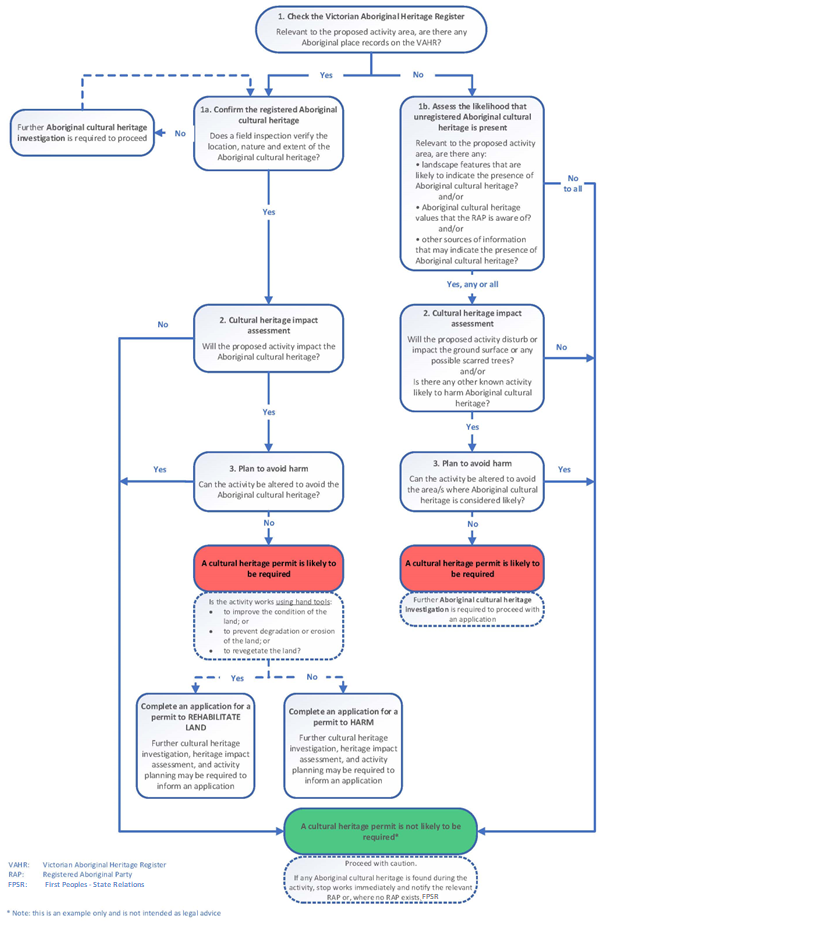 1. Check the Victorian Aboriginal Heritage Register
Relevant to the proposed activity area, are there any
Aboriginal place records on the VAHR?
Yes
No
1a. Confirm the registered Aboriginal
cultural heritage
Does a field inspection verify the
location, nature and extent of the
Aboriginal cultural heritage?
No
Further Aboriginal cultural heritage
investigation is required to proceed
1b. Assess the likelihood that
unregistered Aboriginal cultural
heritage is present
Relevant to the proposed activity
area, are there any:
• landscape features that are
likely to indicate the presence of
Aboriginal cultural heritage?
and/or
• Aboriginal cultural heritage
values that the RAP is aware of?
and/or
• other sources of information
that may indicate the presence of
Aboriginal cultural heritage?
No
to all
Yes
Yes, any or all
No
2. Cultural heritage impact
assessment
Will the proposed activity impact the
Aboriginal cultural heritage?
2. Cultural heritage impact
assessment
Will the proposed activity disturb or
impact the ground surface or any
possible scarred trees?
and/or
Is there any other known activity
likely to harm Aboriginal cultural
heritage?
No
Yes
Yes
Yes
3. Plan to avoid harm
Can the activity be altered to avoid the
Aboriginal cultural heritage?
3. Plan to avoid harm
Can the activity be altered to avoid
the area/s where Aboriginal cultural
heritage is considered likely?
Yes
No
No
A cultural heritage permit is likely to
be required
A cultural heritage permit is likely to
be required
Is the activity works using hand tools:
• to improve the condition of the
land; or
• to prevent degradation or erosion
of the land; or
• to revegetate the land?
Further Aboriginal cultural heritage
investigation is required to proceed with
an application
Yes
No
Complete an application for a
permit to REHABILITATE
LAND
Further cultural heritage
investigation, heritage impact
assessment, and activity
planning may be required to
inform an application
Complete an application for a
permit to HARM
Further cultural heritage
investigation, heritage impact
assessment, and activity
planning may be required to
inform an application
A cultural heritage permit is not likely to be
required*
Proceed with caution.
If any Aboriginal cultural heritage is found during the
activity, stop works immediately and notify the relevant
RAP or, where no RAP exists, FPSR
VAHR: Victorian Aboriginal Heritage Register
RAP: Registered Aboriginal Party
FPSR: First Peoples - State Relations
* Note: this is an example only and is not intended as legal advice